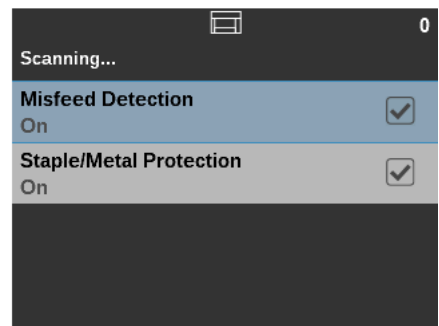 0
Scanning...
Misfeed Detection
On
Staple/Metal Protection
On